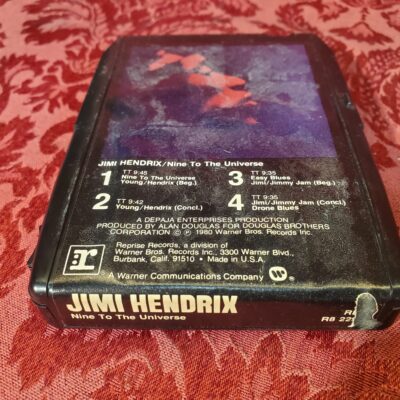 JIMI HENDRIX/Nine To The Universe
1 TT 9:45
Nine To The Universe
Young/Hendrix (Beg.)
2 TT 9:42
Young/Hendrix (Concl.)
3 TT 9:35
Easy Blues
Jimi/Jimmy Jam (Beg.)
4 TT 9:35
Jimi/Jimmy Jam (Concl.)
Drone Blues
A DEPAJA ENTERPRISES PRODUCTION
PRODUCED BY ALAN DOUGLAS FOR DOUGLAS BROTHERS
CORPORATION © ℗ 1980 Warner Bros. Records Inc.
r
Reprise Records, a division of
Warner Bros. Records Inc., 3300 Warner Blvd.,
Burbank, Calif. 91510 • Made in U.S.A.
A Warner Communications Company
JIMI HENDRIX
Nine To The Universe
R8